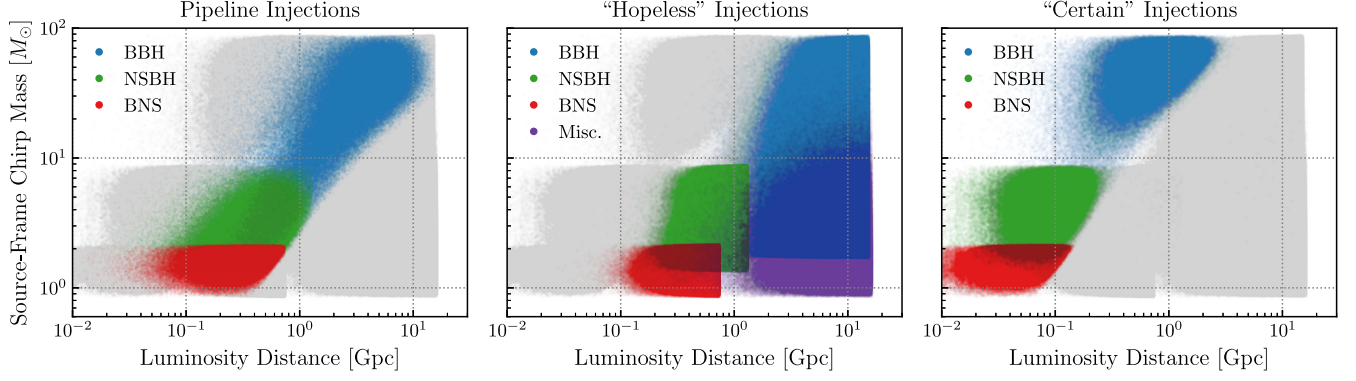 Pipeline Injections
“Hopeless” Injections
“Certain” Injections
Source-Frame Chirp Mass [M⊙]
10²
10¹
10⁰
BBH
NSBH
BNS
10⁻²
10⁻¹
10⁰
10¹
Luminosity Distance [Gpc]
BBH
NSBH
BNS
Misc.
10⁻²
10⁻¹
10⁰
10¹
Luminosity Distance [Gpc]
BBH
NSBH
BNS
10⁻²
10⁻¹
10⁰
10¹
Luminosity Distance [Gpc]